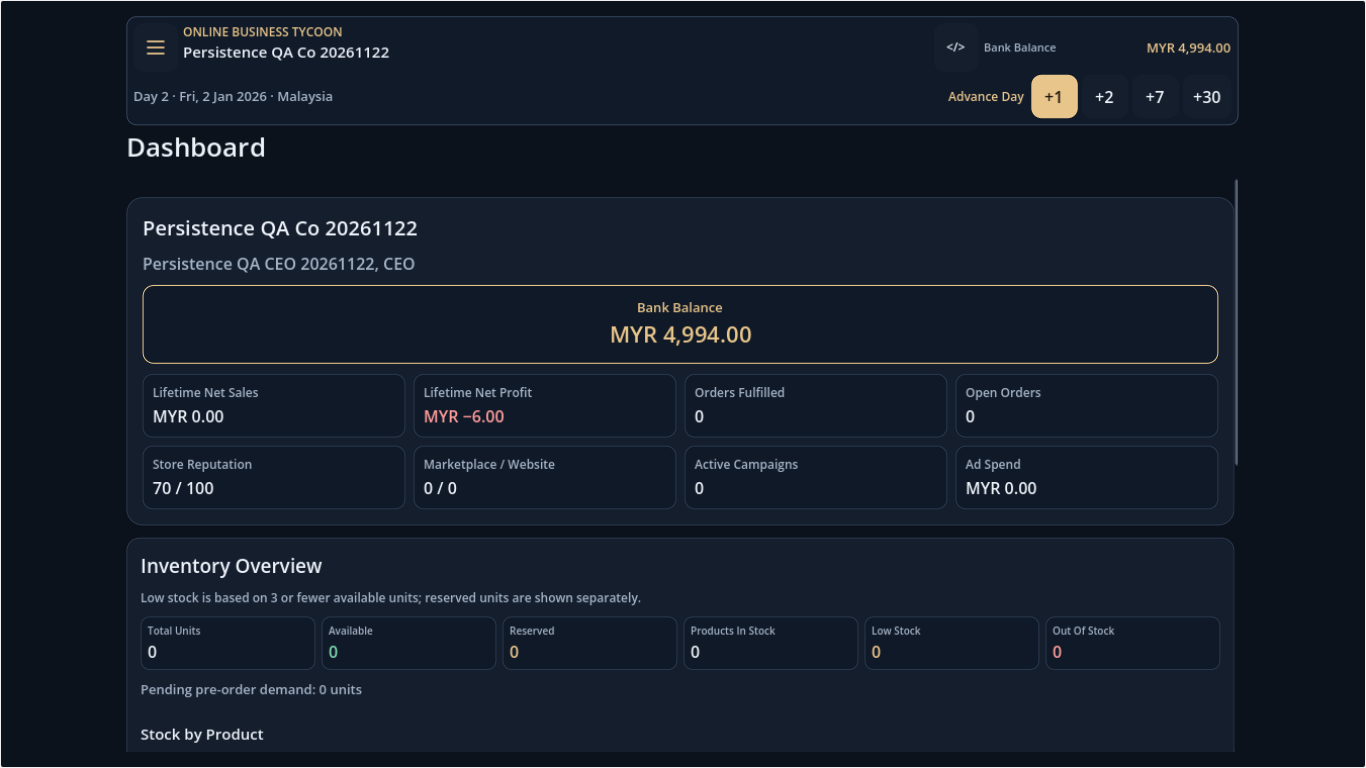 ONLINE BUSINESS TYCOON
Persistence QA Co 20261122
</> Bank Balance MYR 4,994.00
Day 2 · Fri, 2 Jan 2026 · Malaysia
Advance Day +1 +2 +7 +30
Dashboard
Persistence QA Co 20261122
Persistence QA CEO 20261122, CEO
Bank Balance
MYR 4,994.00
Lifetime Net Sales
MYR 0.00
Lifetime Net Profit
MYR −6.00
Orders Fulfilled
0
Open Orders
0
Store Reputation
70 / 100
Marketplace / Website
0 / 0
Active Campaigns
0
Ad Spend
MYR 0.00
Inventory Overview
Low stock is based on 3 or fewer available units; reserved units are shown separately.
Total Units
0
Available
0
Reserved
0
Products In Stock
0
Low Stock
0
Out Of Stock
0
Pending pre-order demand: 0 units
Stock by Product